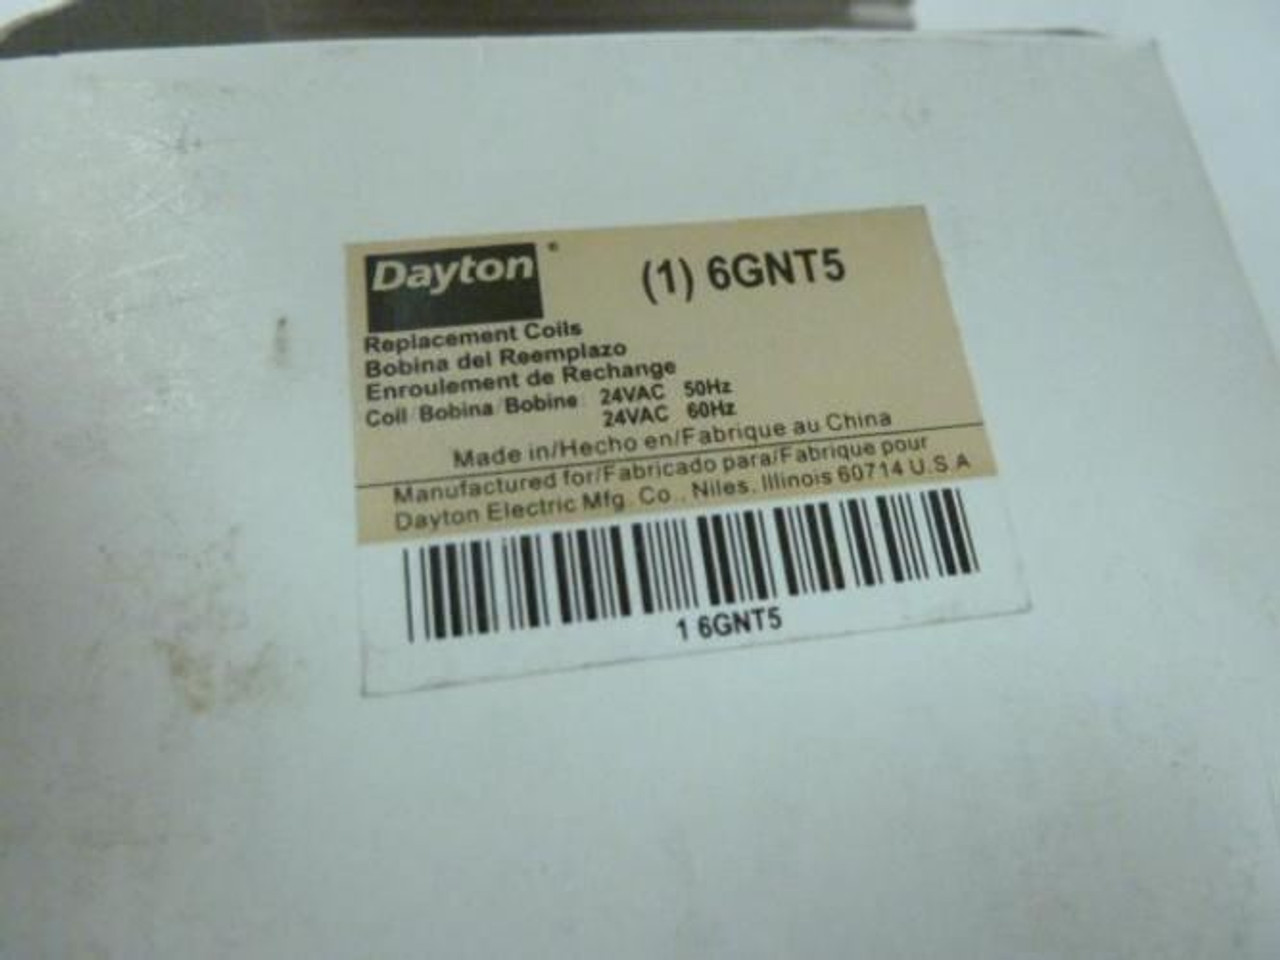 Dayton®
(1) 6GNT5
Replacement Coils
Bobina del Reemplazo
Enroulement de Rechange
Coil/Bobina/Bobine: 24VAC 50Hz
24VAC 60Hz
Made in/Hecho en/Fabrique au China
Manufactured for/Fabricado para/Fabrique pour
Dayton Electric Mfg. Co., Niles, Illinois 60714 U.S.A
1 6GNT5